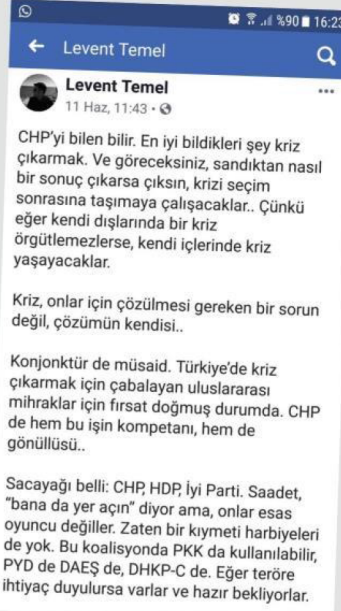 %90 16:23
Levent Temel
Levent Temel
11 Haz, 11:43 •
CHP'yi bilen bilir. En iyi bildikleri şey kriz
çıkarmak. Ve göreceksiniz, sandıktan nasıl
bir sonuç çıkarsa çıksın, krizi seçim
sonrasına taşımaya çalışacaklar.. Çünkü
eğer kendi dışlarında bir kriz
örgütlemezlerse, kendi içlerinde kriz
yaşayacaklar.
Kriz, onlar için çözülmesi gereken bir sorun
değil, çözümün kendisi..
Konjonktür de müsaid. Türkiye'de kriz
çıkarmak için çabalayan uluslararası
mihraklar için fırsat doğmuş durumda. CHP
de hem bu işin kompetanı, hem de
gönüllüsü..
Sacayağı belli: CHP, HDP, İyi Parti. Saadet,
"bana da yer açın" diyor ama, onlar esas
oyuncu değiller. Zaten bir kıymeti harbiyeleri
de yok. Bu koalisyonda PKK da kullanılabilir,
PYD de DAEŞ de, DHKP-C de. Eğer teröre
ihtiyaç duyulursa varlar ve hazır bekliyorlar.